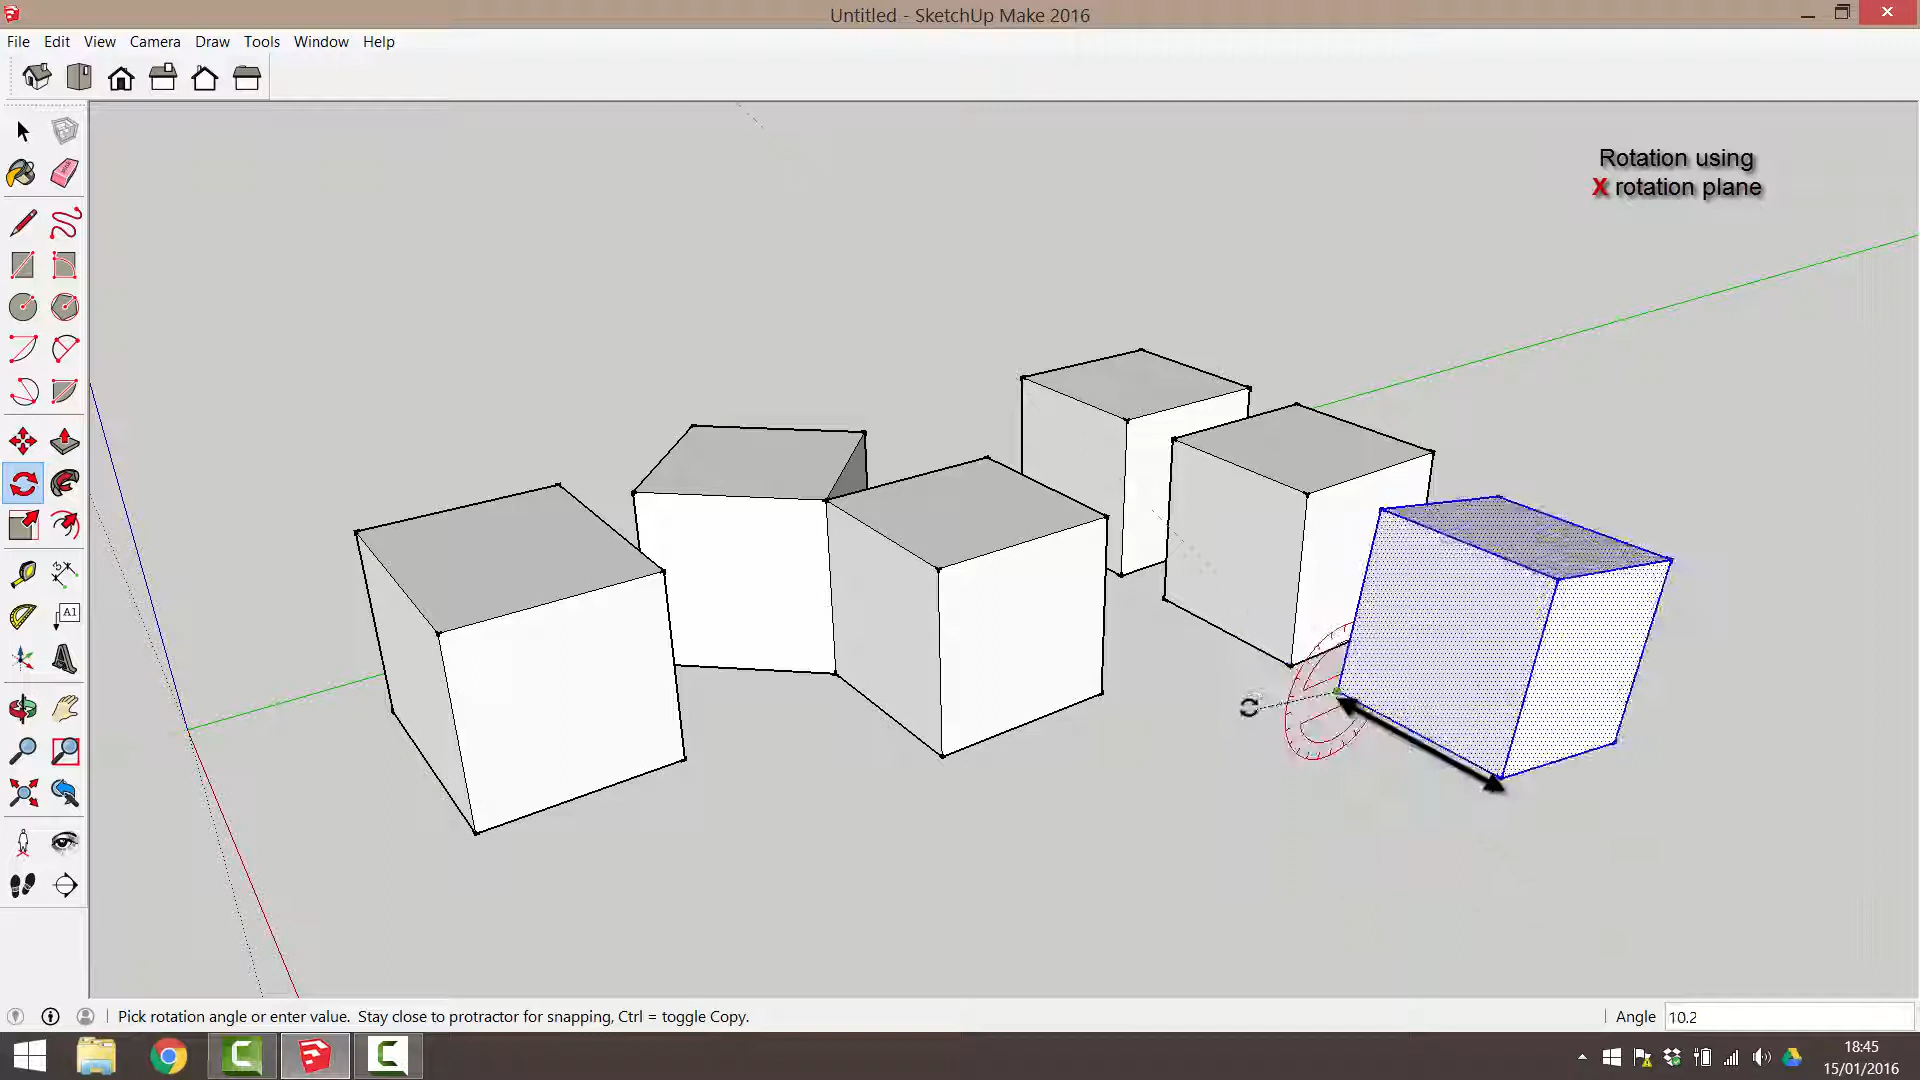 Untitled - SketchUp Make 2016
File Edit View Camera Draw Tools Window Help
Rotation using
X rotation plane
A1
Pick rotation angle or enter value. Stay close to protractor for snapping, Ctrl = toggle Copy.
Angle 10.2
18:45
15/01/2016